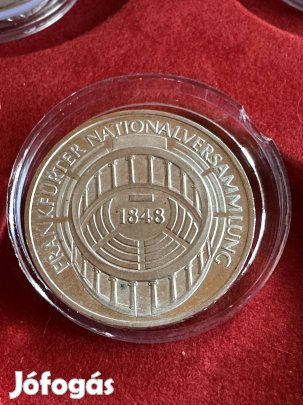 FRANKFURTER NATIONALVERSAMMLUNG
1848
Jófogás